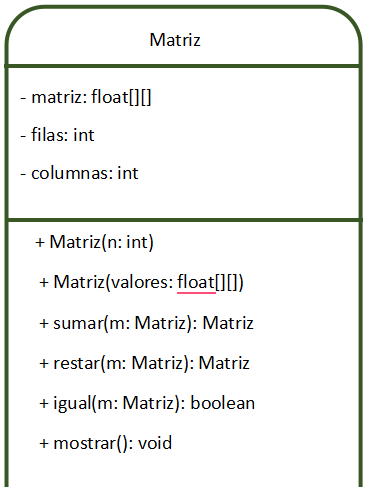 Matriz
- matriz: float[][]
- filas: int
- columnas: int
+ Matriz(n: int)
+ Matriz(valores: float[][])
+ sumar(m: Matriz): Matriz
+ restar(m: Matriz): Matriz
+ igual(m: Matriz): boolean
+ mostrar(): void